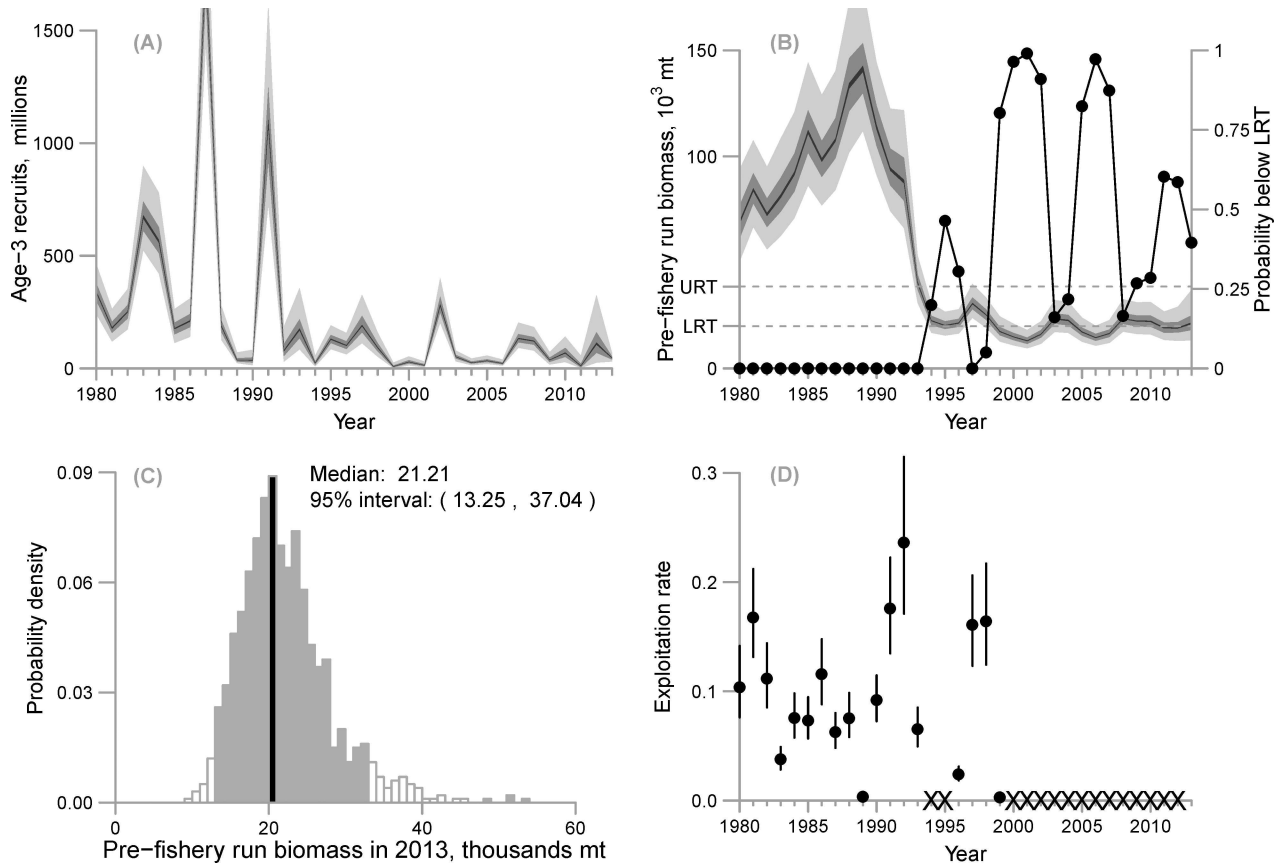 (A)
Age−3 recruits, millions
1500
1000
500
0
1980 1985 1990 1995 2000 2005 2010
Year
(B)
Pre−fishery run biomass, 10³ mt
150
100
URT
LRT
0
1
0.75
0.5
0.25
0
Probability below LRT
1980 1985 1990 1995 2000 2005 2010
Year
(C)
Median: 21.21
95% interval: ( 13.25 , 37.04 )
Probability density
0.09
0.06
0.03
0.00
0 20 40 60
Pre−fishery run biomass in 2013, thousands mt
(D)
Exploitation rate
0.3
0.2
0.1
0.0
XX XXXXXXXXXXXXX
1980 1985 1990 1995 2000 2005 2010
Year